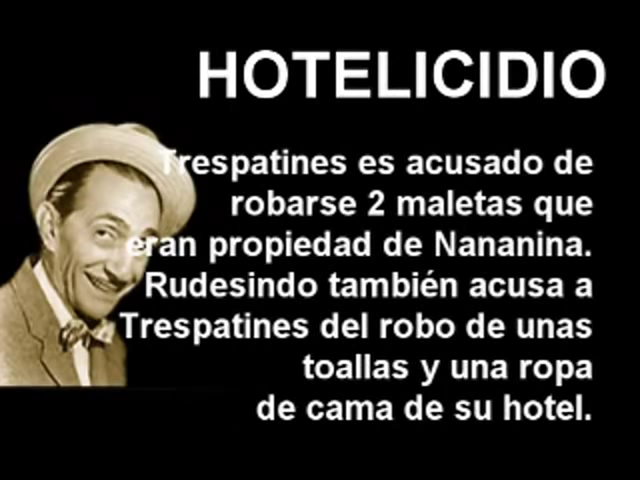 HOTELICIDIO
Trespatines es acusado de
robarse 2 maletas que
eran propiedad de Nananina.
Rudesindo también acusa a
Trespatines del robo de unas
toallas y una ropa
de cama de su hotel.